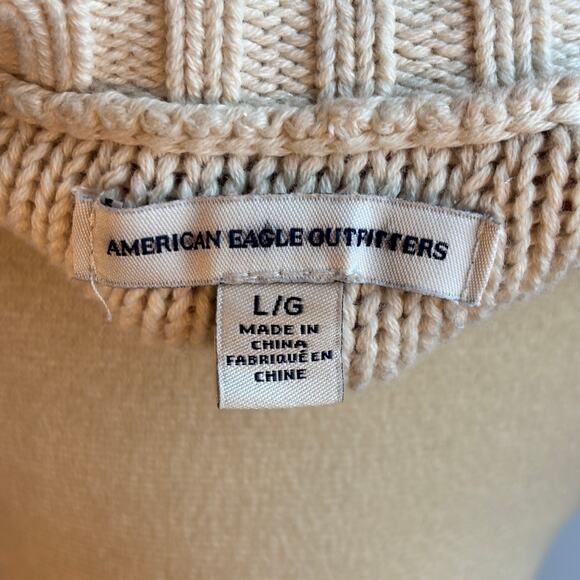 AMERICAN EAGLE OUTFITTERS
L/G
MADE IN
CHINA
FABRIQUÉ EN
CHINE